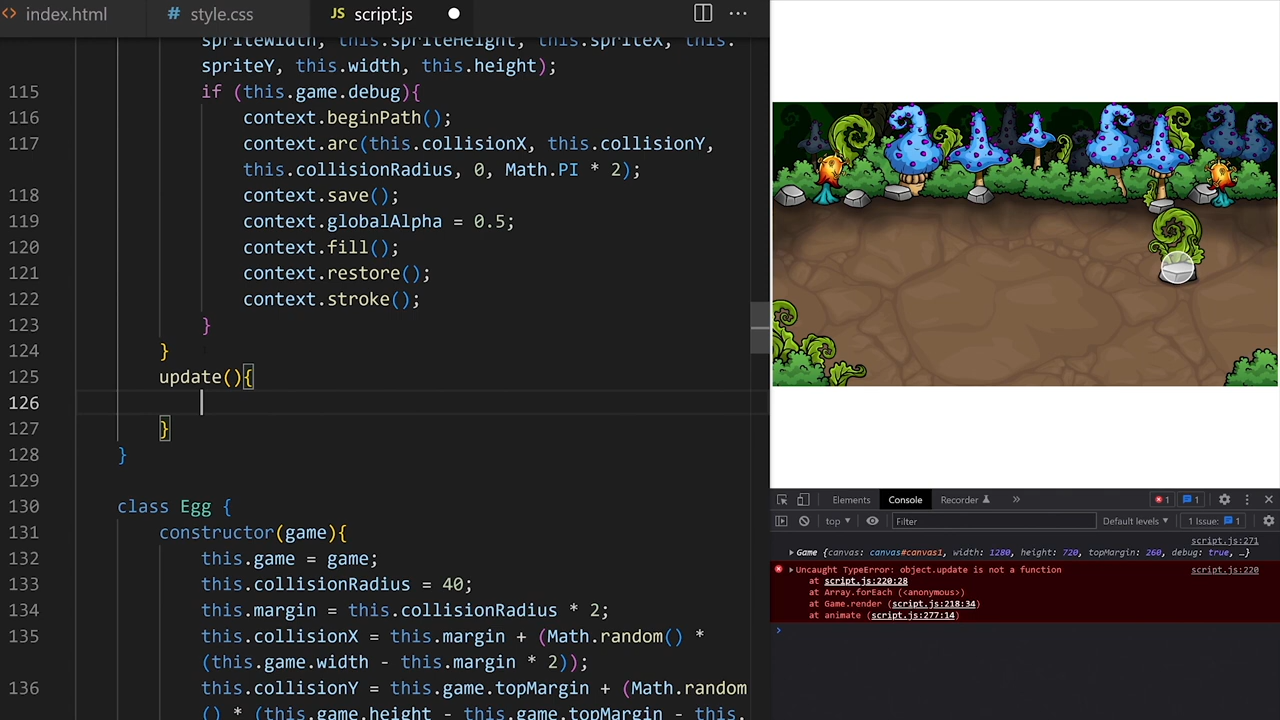 index.html
# style.css
JS script.js
spriteWidth, this.spriteHeight, this.spriteX, this.
spriteY, this.width, this.height);
115 if (this.game.debug){
116 context.beginPath();
117 context.arc(this.collisionX, this.collisionY,
this.collisionRadius, 0, Math.PI * 2);
118 context.save();
119 context.globalAlpha = 0.5;
120 context.fill();
121 context.restore();
122 context.stroke();
123 }
124 }
125 update(){
126
127 }
128 }
129
130 class Egg {
131 constructor(game){
132 this.game = game;
133 this.collisionRadius = 40;
134 this.margin = this.collisionRadius * 2;
135 this.collisionX = this.margin + (Math.random() *
(this.game.width - this.margin * 2));
136 this.collisionY = this.game.topMargin + (Math.random
() * (this.game.height - this.game.topMargin - this.
Elements Console Recorder » 1 1
top Filter Default levels 1 Issue: 1
script.js:271
Game {canvas: canvas#canvas1, width: 1280, height: 720, topMargin: 260, debug: true, …}
Uncaught TypeError: object.update is not a function script.js:220
at script.js:220:28
at Array.forEach (<anonymous>)
at Game.render (script.js:218:34)
at animate (script.js:277:14)